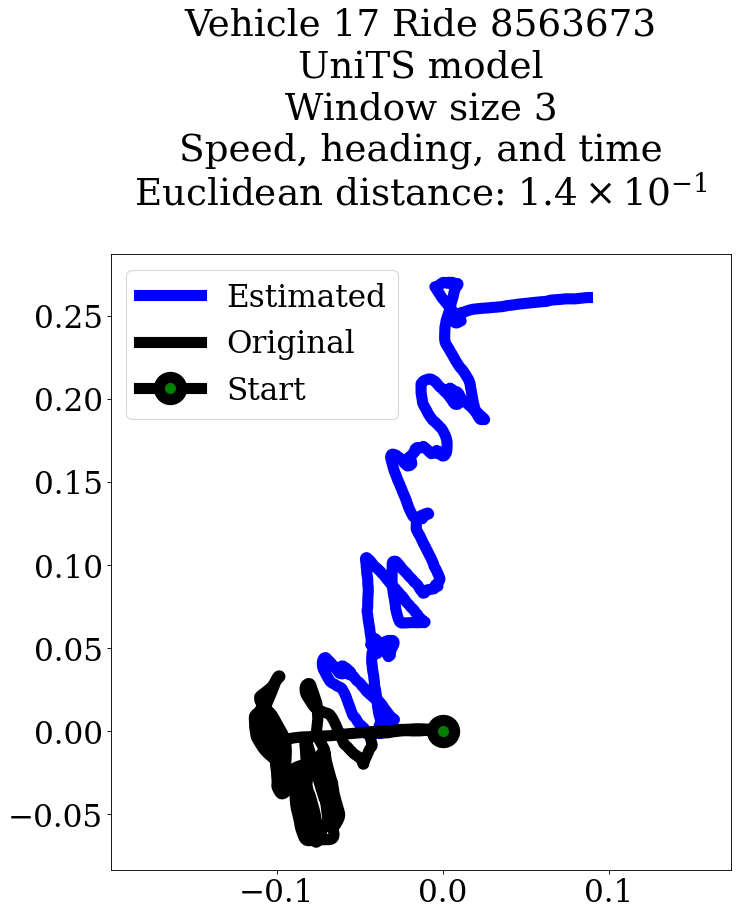 Vehicle 17 Ride 8563673
UniTS model
Window size 3
Speed, heading, and time
Euclidean distance: 1.4 × 10⁻¹
Estimated
Original
Start
0.25
0.20
0.15
0.10
0.05
0.00
−0.05
−0.1 0.0 0.1